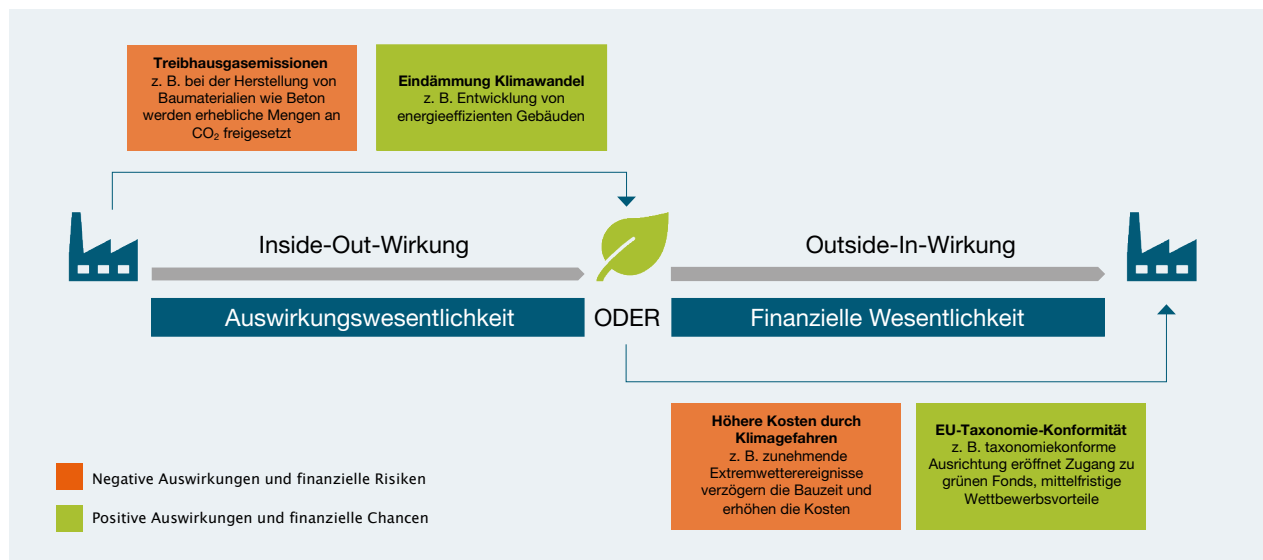 Treibhausgasemissionen
z. B. bei der Herstellung von
Baumaterialien wie Beton
werden erhebliche Mengen an
CO₂ freigesetzt
Eindämmung Klimawandel
z. B. Entwicklung von
energieeffizienten Gebäuden
Inside-Out-Wirkung
Outside-In-Wirkung
Auswirkungswesentlichkeit
ODER
Finanzielle Wesentlichkeit
Höhere Kosten durch
Klimagefahren
z. B. zunehmende
Extremwetterereignisse
verzögern die Bauzeit und
erhöhen die Kosten
EU-Taxonomie-Konformität
z. B. taxonomiekonforme
Ausrichtung eröffnet Zugang zu
grünen Fonds, mittelfristige
Wettbewerbsvorteile
Negative Auswirkungen und finanzielle Risiken
Positive Auswirkungen und finanzielle Chancen